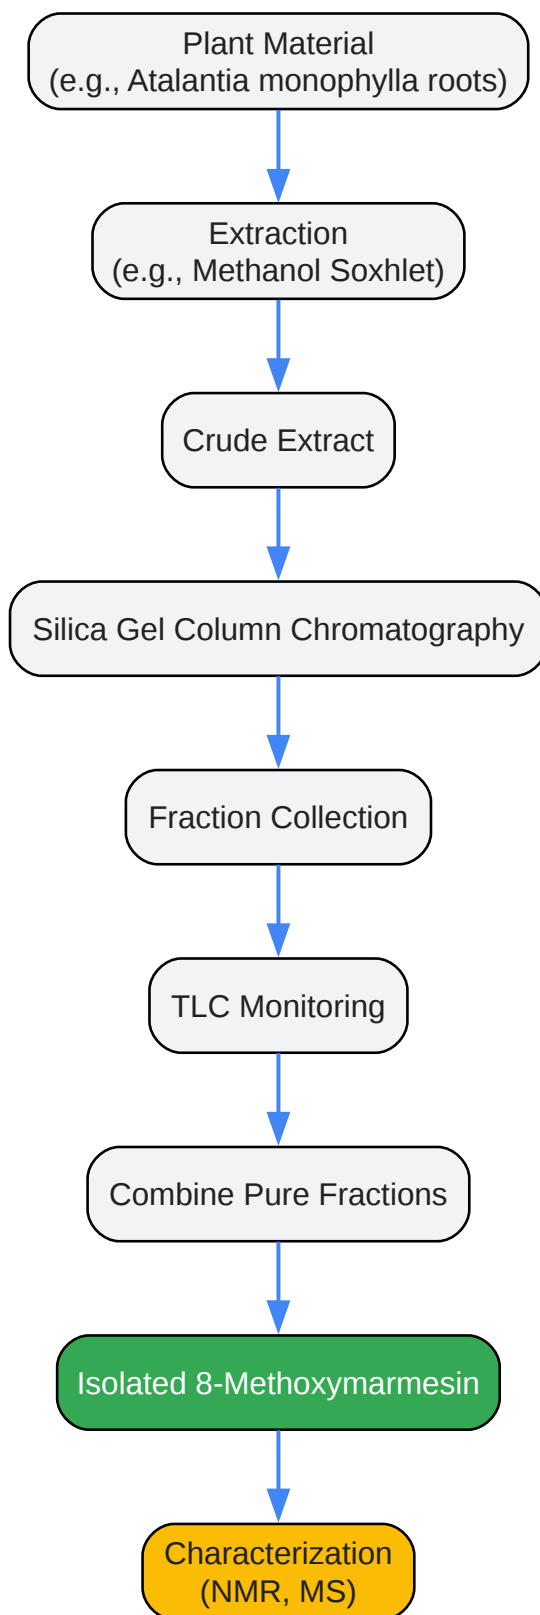 Plant Material
(e.g., Atalantia monophylla roots)
Extraction
(e.g., Methanol Soxhlet)
Crude Extract
Silica Gel Column Chromatography
Fraction Collection
TLC Monitoring
Combine Pure Fractions
Isolated 8-Methoxymarmesin
Characterization
(NMR, MS)